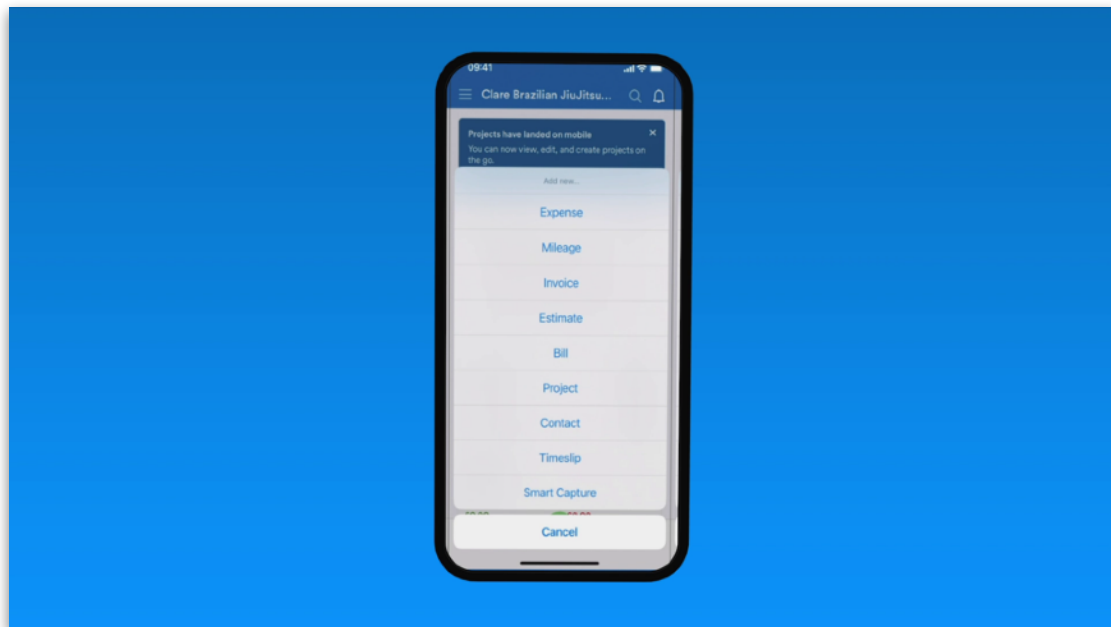 09:41
Clare Brazilian JiuJitsu...
Projects have landed on mobile
You can now view, edit, and create projects on
the go.
Add new...
Expense
Mileage
Invoice
Estimate
Bill
Project
Contact
Timeslip
Smart Capture
Cancel